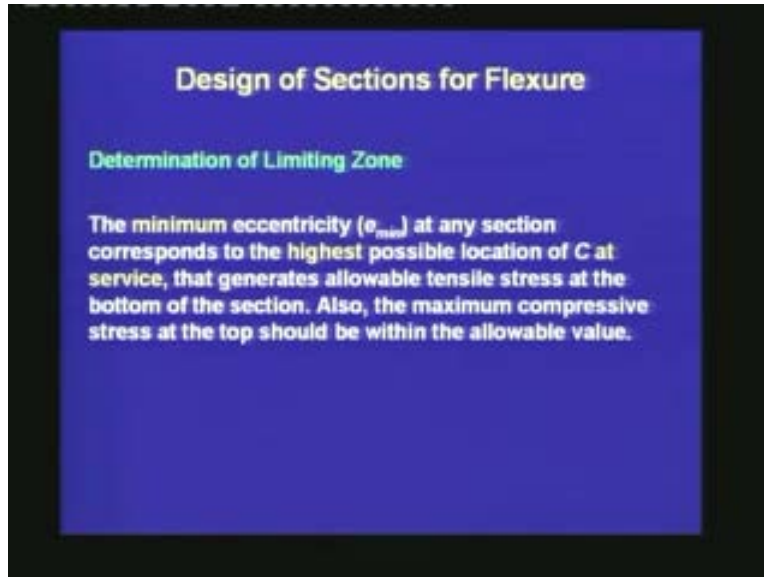 Design of Sections for Flexure
Determination of Limiting Zone
The minimum eccentricity (emin) at any section
corresponds to the highest possible location of C at
service, that generates allowable tensile stress at the
bottom of the section. Also, the maximum compressive
stress at the top should be within the allowable value.